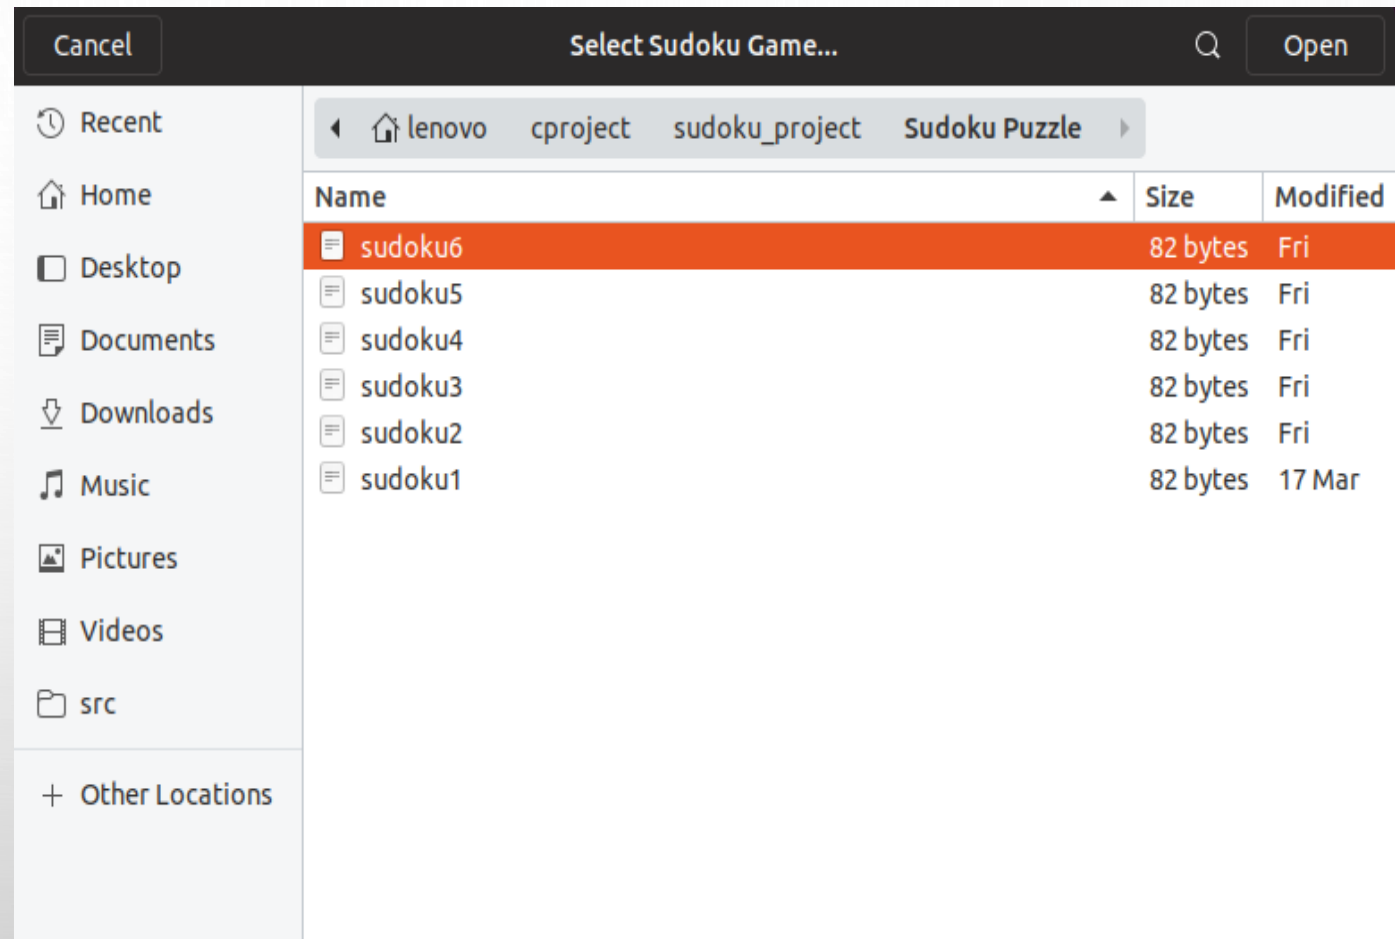 Cancel Select Sudoku Game... Open
Recent
Home
Desktop
Documents
Downloads
Music
Pictures
Videos
src
Other Locations
lenovo cproject sudoku_project Sudoku Puzzle
Name Size Modified
sudoku6 82 bytes Fri
sudoku5 82 bytes Fri
sudoku4 82 bytes Fri
sudoku3 82 bytes Fri
sudoku2 82 bytes Fri
sudoku1 82 bytes 17 Mar